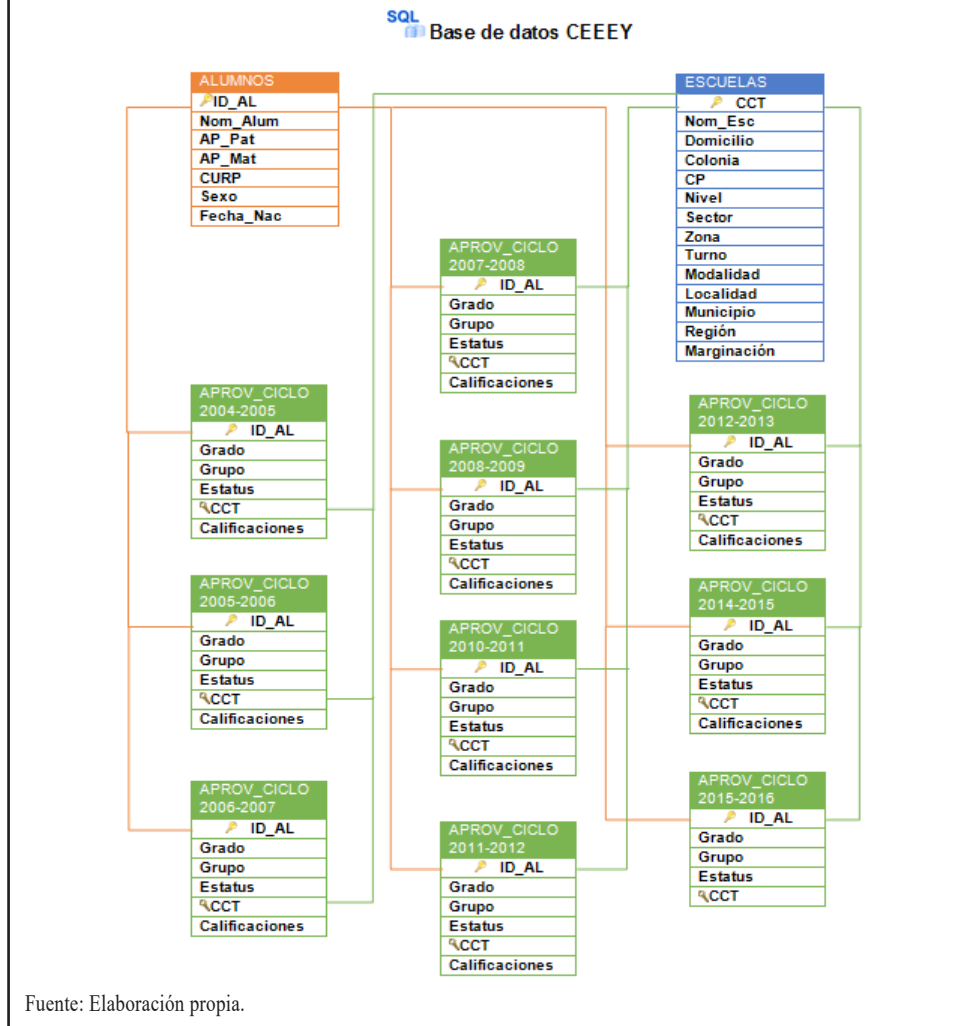 SQL
Base de datos CEEEY
ALUMNOS
ID_AL
Nom_Alum
AP_Pat
AP_Mat
CURP
Sexo
Fecha_Nac
APROV_CICLO
2004-2005
ID_AL
Grado
Grupo
Estatus
CCT
Calificaciones
APROV_CICLO
2005-2006
ID_AL
Grado
Grupo
Estatus
CCT
Calificaciones
APROV_CICLO
2006-2007
ID_AL
Grado
Grupo
Estatus
CCT
Calificaciones
APROV_CICLO
2007-2008
ID_AL
Grado
Grupo
Estatus
CCT
Calificaciones
APROV_CICLO
2008-2009
ID_AL
Grado
Grupo
Estatus
CCT
Calificaciones
APROV_CICLO
2010-2011
ID_AL
Grado
Grupo
Estatus
CCT
Calificaciones
APROV_CICLO
2011-2012
ID_AL
Grado
Grupo
Estatus
CCT
Calificaciones
ESCUELAS
CCT
Nom_Esc
Domicilio
Colonia
CP
Nivel
Sector
Zona
Turno
Modalidad
Localidad
Municipio
Región
Marginación
APROV_CICLO
2012-2013
ID_AL
Grado
Grupo
Estatus
CCT
Calificaciones
APROV_CICLO
2014-2015
ID_AL
Grado
Grupo
Estatus
CCT
Calificaciones
APROV_CICLO
2015-2016
ID_AL
Grado
Grupo
Estatus
CCT
Fuente: Elaboración propia.